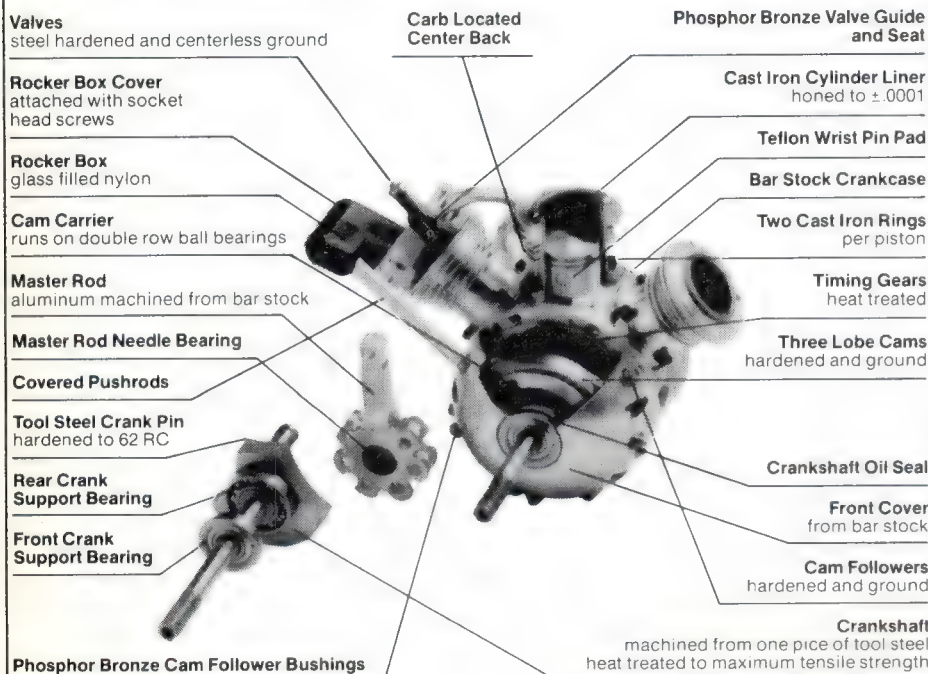 Valves
steel hardened and centerless ground
Rocker Box Cover
attached with socket
head screws
Rocker Box
glass filled nylon
Cam Carrier
runs on double row ball bearings
Master Rod
aluminum machined from bar stock
Master Rod Needle Bearing
Covered Pushrods
Tool Steel Crank Pin
hardened to 62 RC
Rear Crank
Support Bearing
Front Crank
Support Bearing
Phosphor Bronze Cam Follower Bushings
Carb Located
Center Back
Phosphor Bronze Valve Guide
and Seat
Cast Iron Cylinder Liner
honed to ±.0001
Teflon Wrist Pin Pad
Bar Stock Crankcase
Two Cast Iron Rings
per piston
Timing Gears
heat treated
Three Lobe Cams
hardened and ground
Crankshaft Oil Seal
Front Cover
from bar stock
Cam Followers
hardened and ground
Crankshaft
machined from one pice of tool steel
heat treated to maximum tensile strength